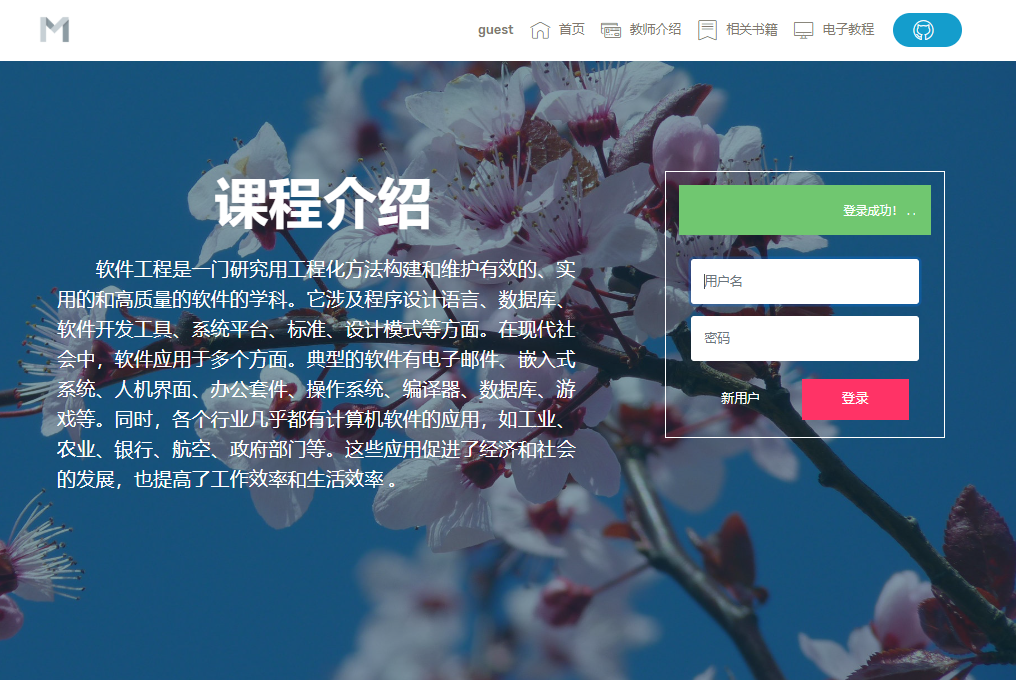 M
guest 首页 教师介绍 相关书籍 电子教程
课程介绍
软件工程是一门研究用工程化方法构建和维护有效的、实
用的和高质量的软件的学科。它涉及程序设计语言、数据库、
软件开发工具、系统平台、标准、设计模式等方面。在现代社
会中，软件应用于多个方面。典型的软件有电子邮件、嵌入式
系统、人机界面、办公套件、操作系统、编译器、数据库、游
戏等。同时，各个行业几乎都有计算机软件的应用，如工业、
农业、银行、航空、政府部门等。这些应用促进了经济和社会
的发展，也提高了工作效率和生活效率 。
登录成功！ . .
用户名
密码
新用户 登录